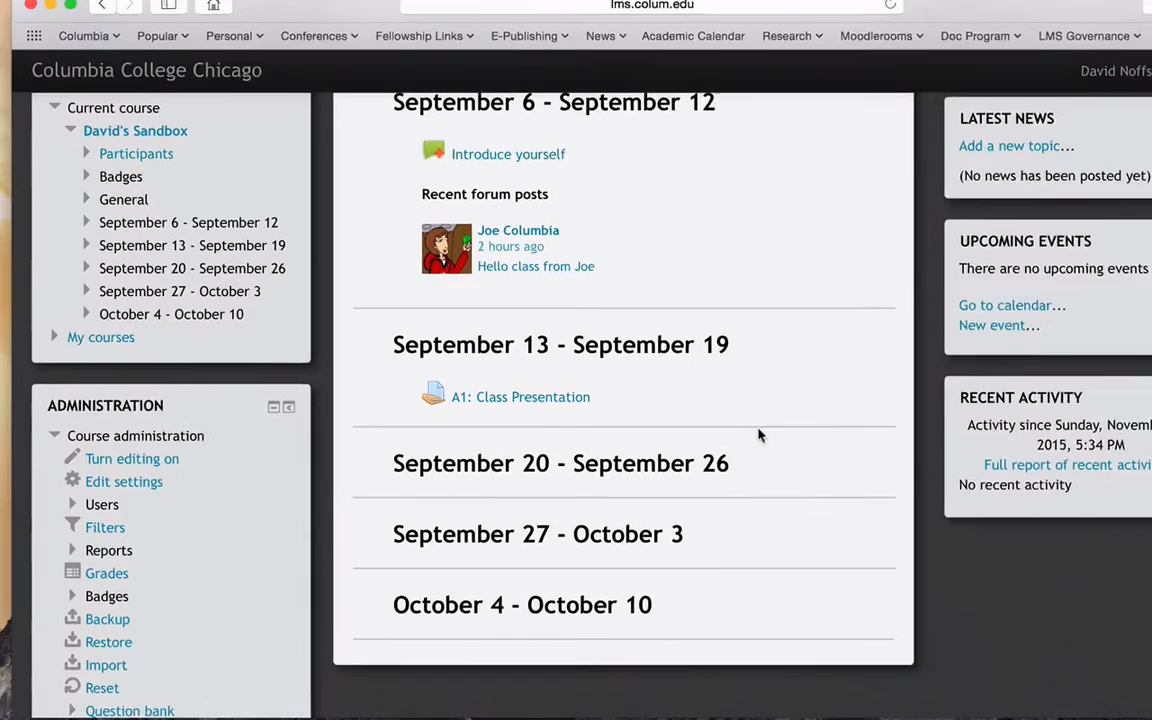 lms.colum.edu
Columbia Popular Personal Conferences Fellowship Links E-Publishing News Academic Calendar Research Moodlerooms Doc Program LMS Governance
Columbia College Chicago
David Noffs
Current course
David's Sandbox
Participants
Badges
General
September 6 - September 12
September 13 - September 19
September 20 - September 26
September 27 - October 3
October 4 - October 10
My courses
ADMINISTRATION
Course administration
Turn editing on
Edit settings
Users
Filters
Reports
Grades
Badges
Backup
Restore
Import
Reset
Question bank
September 6 - September 12
Introduce yourself
Recent forum posts
Joe Columbia
2 hours ago
Hello class from Joe
September 13 - September 19
A1: Class Presentation
September 20 - September 26
September 27 - October 3
October 4 - October 10
LATEST NEWS
Add a new topic...
(No news has been posted yet)
UPCOMING EVENTS
There are no upcoming events
Go to calendar...
New event...
RECENT ACTIVITY
Activity since Sunday, Novem
2015, 5:34 PM
Full report of recent activi
No recent activity